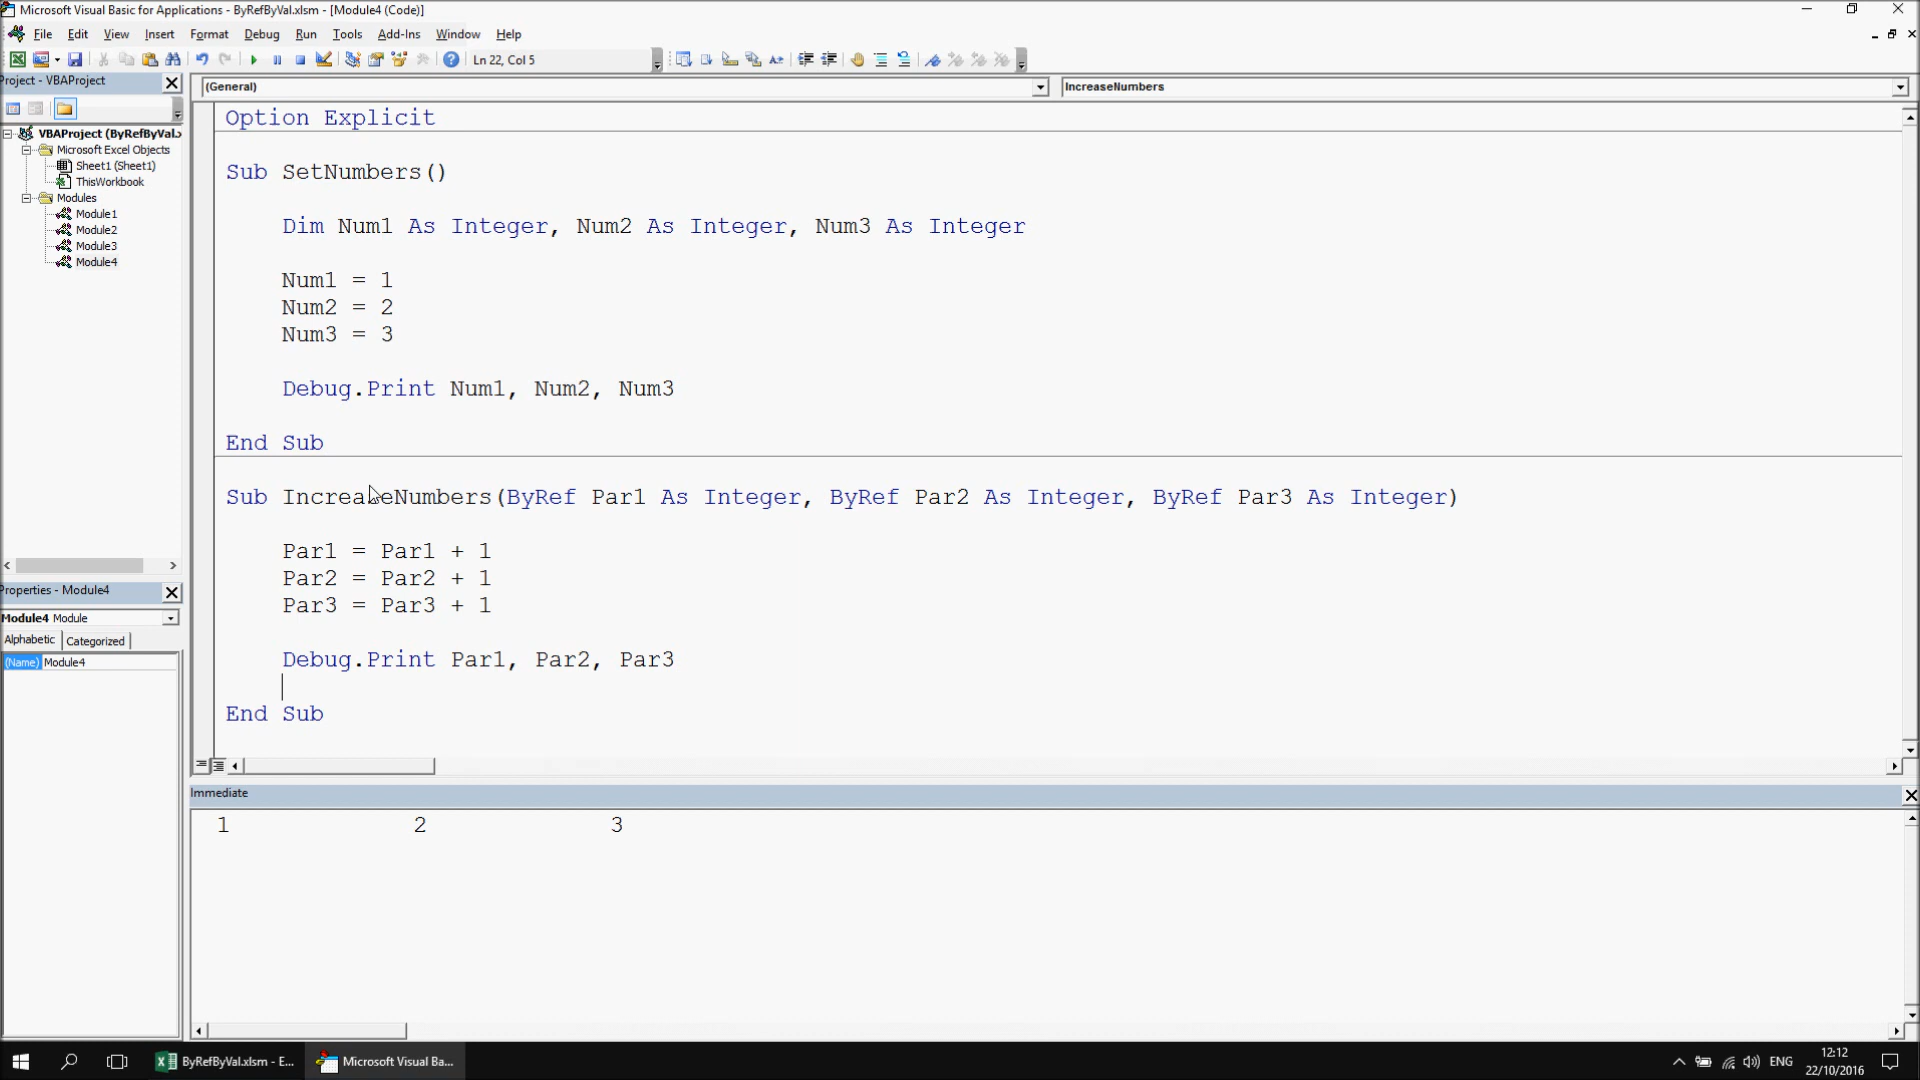 Microsoft Visual Basic for Applications - ByRefByVal.xlsm - [Module4 (Code)]
File Edit View Insert Format Debug Run Tools Add-Ins Window Help
Ln 22, Col 5
Project - VBAProject
(General)
IncreaseNumbers
VBAProject (ByRefByVal.x
Microsoft Excel Objects
Sheet1 (Sheet1)
ThisWorkbook
Modules
Module1
Module2
Module3
Module4
Properties - Module4
Module4 Module
Alphabetic Categorized
(Name) Module4
Option Explicit
Sub SetNumbers()
Dim Num1 As Integer, Num2 As Integer, Num3 As Integer
Num1 = 1
Num2 = 2
Num3 = 3
Debug.Print Num1, Num2, Num3
End Sub
Sub IncreaseNumbers(ByRef Par1 As Integer, ByRef Par2 As Integer, ByRef Par3 As Integer)
Par1 = Par1 + 1
Par2 = Par2 + 1
Par3 = Par3 + 1
Debug.Print Par1, Par2, Par3
End Sub
Immediate
1 2 3
ByRefByVal.xlsm - E...
Microsoft Visual Ba...
ENG
12:12
22/10/2016